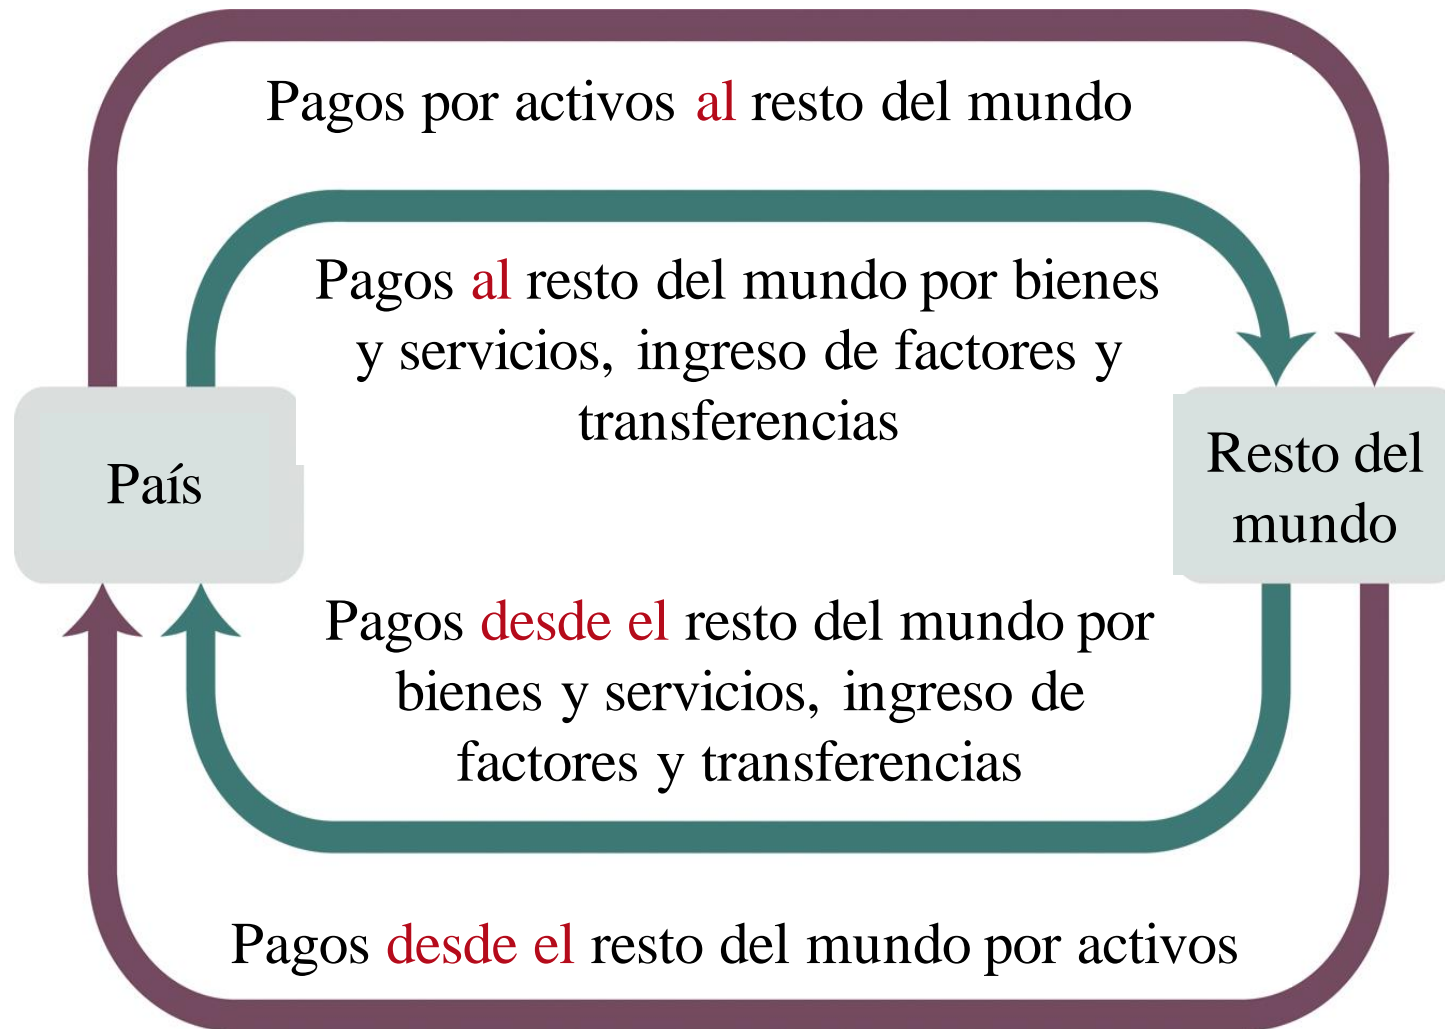 Pagos por activos al resto del mundo
Pagos al resto del mundo por bienes
y servicios, ingreso de factores y
transferencias
País
Resto del
mundo
Pagos desde el resto del mundo por
bienes y servicios, ingreso de
factores y transferencias
Pagos desde el resto del mundo por activos